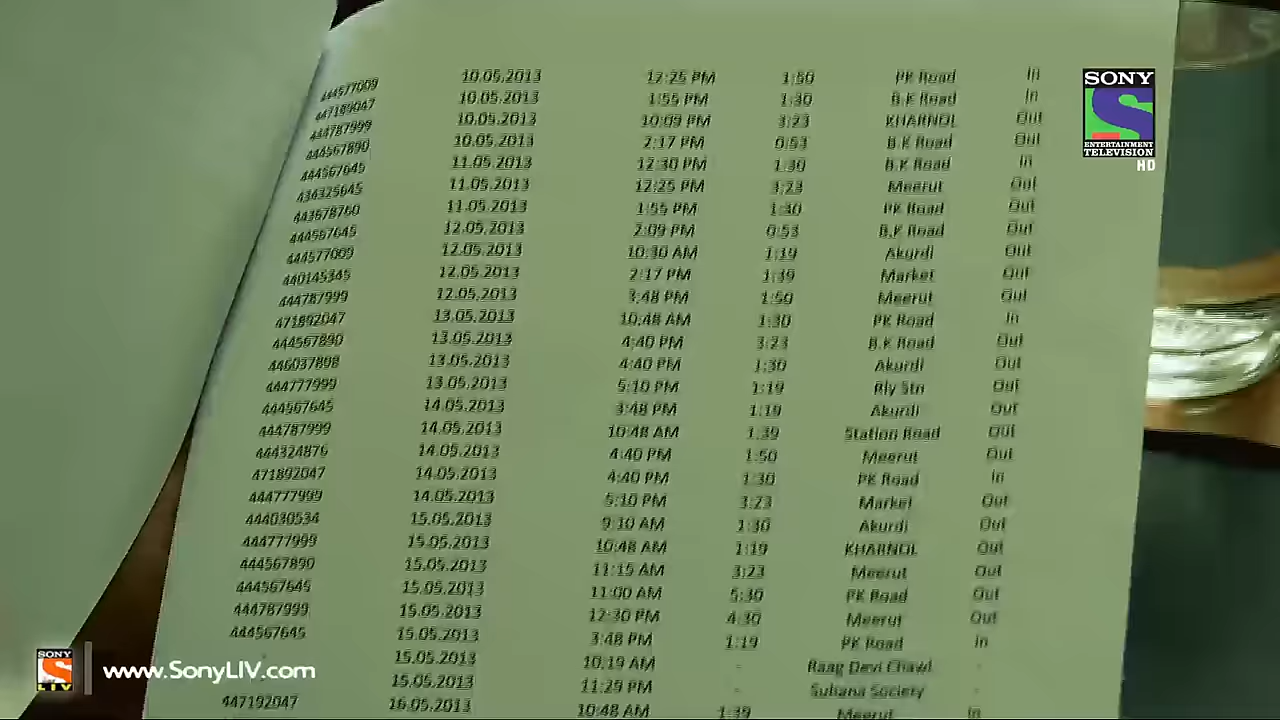 444577009 10.05.2013 12:25 PM 1:50 PK Road In
447189047 10.05.2013 1:55 PM 1:30 B.K Road In
444787999 10.05.2013 10:09 PM 3:23 KHARNOL Out
444567890 10.05.2013 2:17 PM 0:53 B.K Road Out
444567645 11.05.2013 12:30 PM 1:30 B.K Road In
434325645 11.05.2013 12:25 PM 3:23 Meerut Out
443678760 11.05.2013 1:55 PM 1:30 PK Road Out
444567645 12.05.2013 2:09 PM 0:53 B.K Road Out
444577009 12.05.2013 10:30 AM 1:19 Akurdi Out
440145345 12.05.2013 2:17 PM 1:39 Market Out
444787999 12.05.2013 3:48 PM 1:50 Meerut Out
471892047 13.05.2013 10:48 AM 1:30 PK Road In
444567890 13.05.2013 4:40 PM 3:23 B.K Road Out
446037808 13.05.2013 4:40 PM 1:30 Akurdi Out
444777999 13.05.2013 5:10 PM 1:19 Rly Stn Out
444567645 14.05.2013 3:48 PM 1:19 Akurdi Out
444787999 14.05.2013 10:48 AM 1:39 Station Road Out
444324876 14.05.2013 4:40 PM 1:50 Meerut Out
471892047 14.05.2013 4:40 PM 1:30 PK Road In
444777999 14.05.2013 5:10 PM 3:23 Market Out
444030534 15.05.2013 9:10 AM 1:30 Akurdi Out
444777999 15.05.2013 10:48 AM 1:19 KHARNOL Out
444567890 15.05.2013 11:15 AM 3:23 Meerut Out
444567645 15.05.2013 11:00 AM 5:30 PK Road Out
444787999 15.05.2013 12:30 PM 4:30 Meerut Out
444567645 15.05.2013 3:48 PM 1:19 PK Road In
- 15.05.2013 10:19 AM - Raag Devi Chawl -
15.05.2013 11:29 PM - Suhana Society -
447192047 16.05.2013 10:48 AM 1:39 Meerut In
SONY
ENTERTAINMENT
TELEVISION
HD
SONY
LIV
www.SonyLIV.com